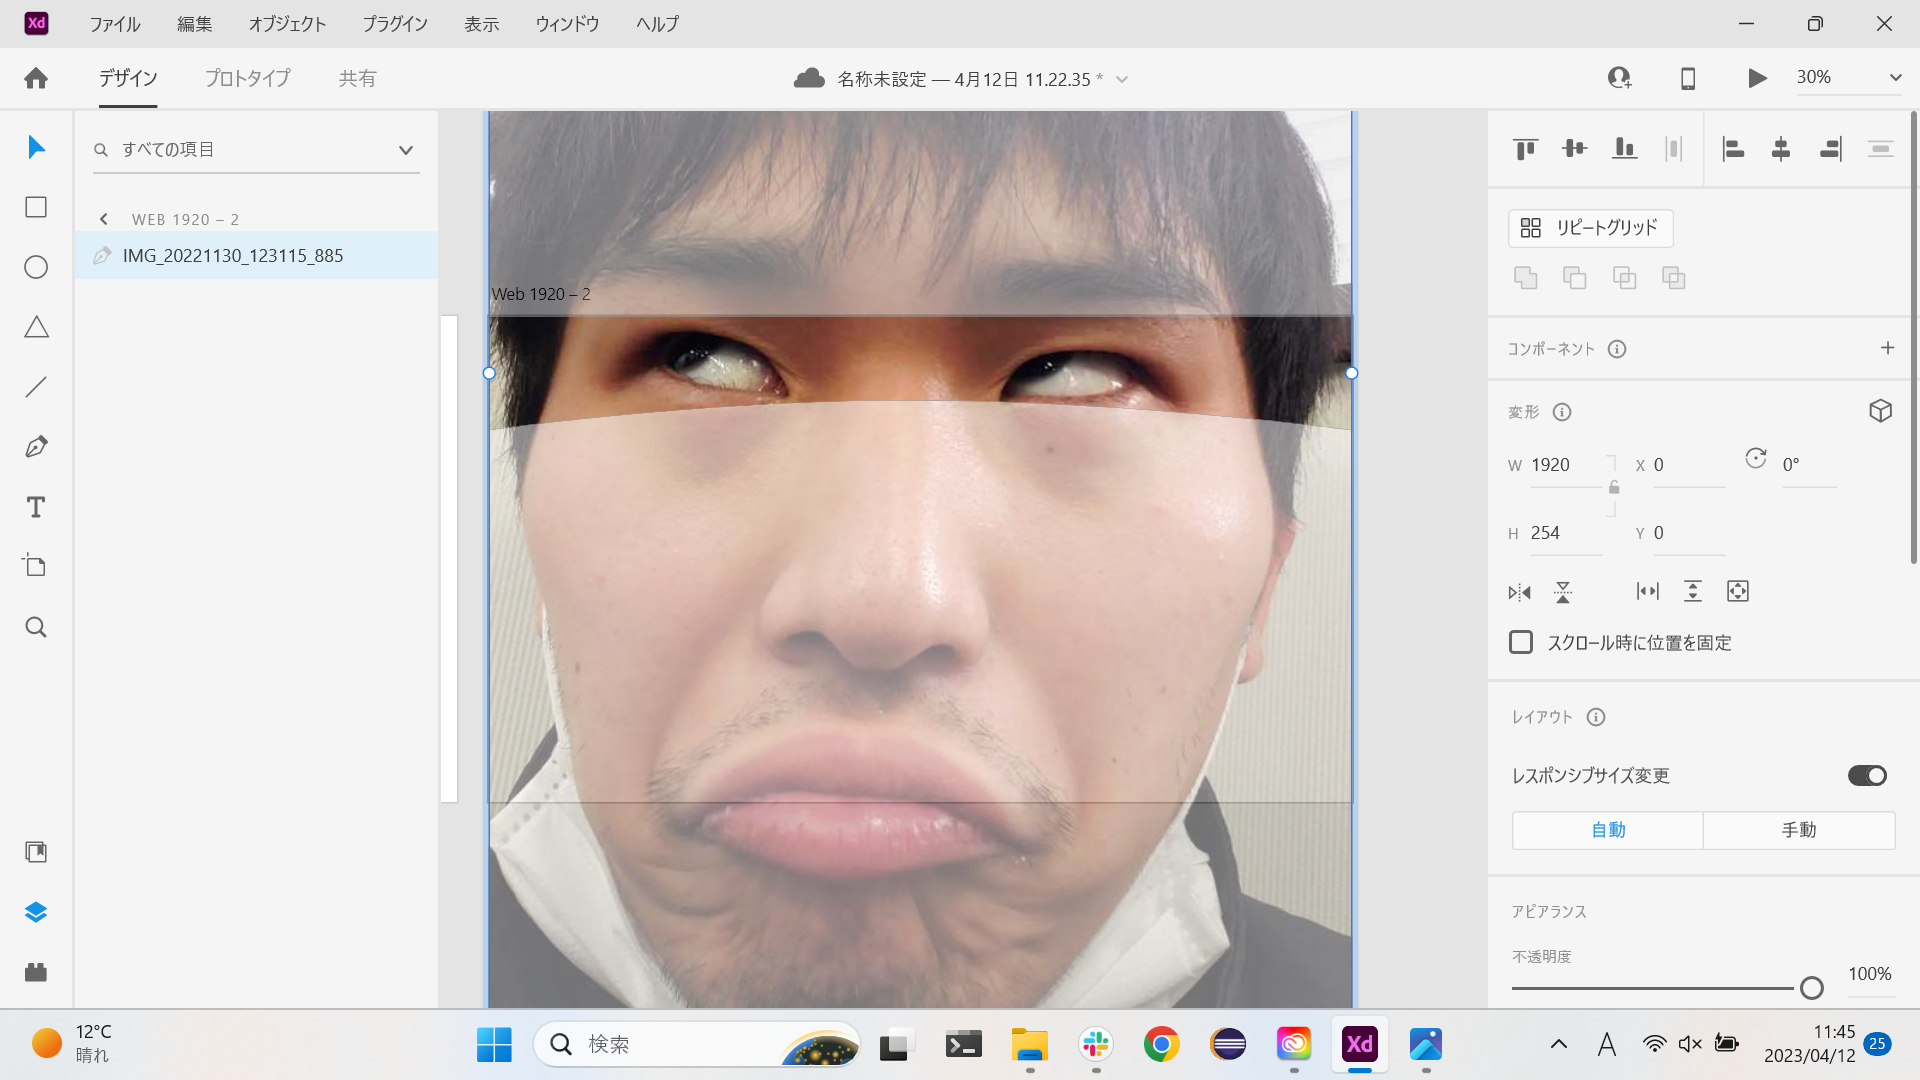 Xd ファイル 編集 オブジェクト プラグイン 表示 ウィンドウ ヘルプ
デザイン プロトタイプ 共有 名称未設定 — 4月12日 11.22.35 * 30%
すべての項目
WEB 1920 – 2
IMG_20221130_123115_885
Web 1920 – 2
リピートグリッド
コンポーネント
変形
W 1920 X 0 0°
H 254 Y 0
スクロール時に位置を固定
レイアウト
レスポンシブサイズ変更
自動 手動
アピアランス
不透明度
100%
12°C
晴れ
検索
Xd
A
11:45
2023/04/12
25